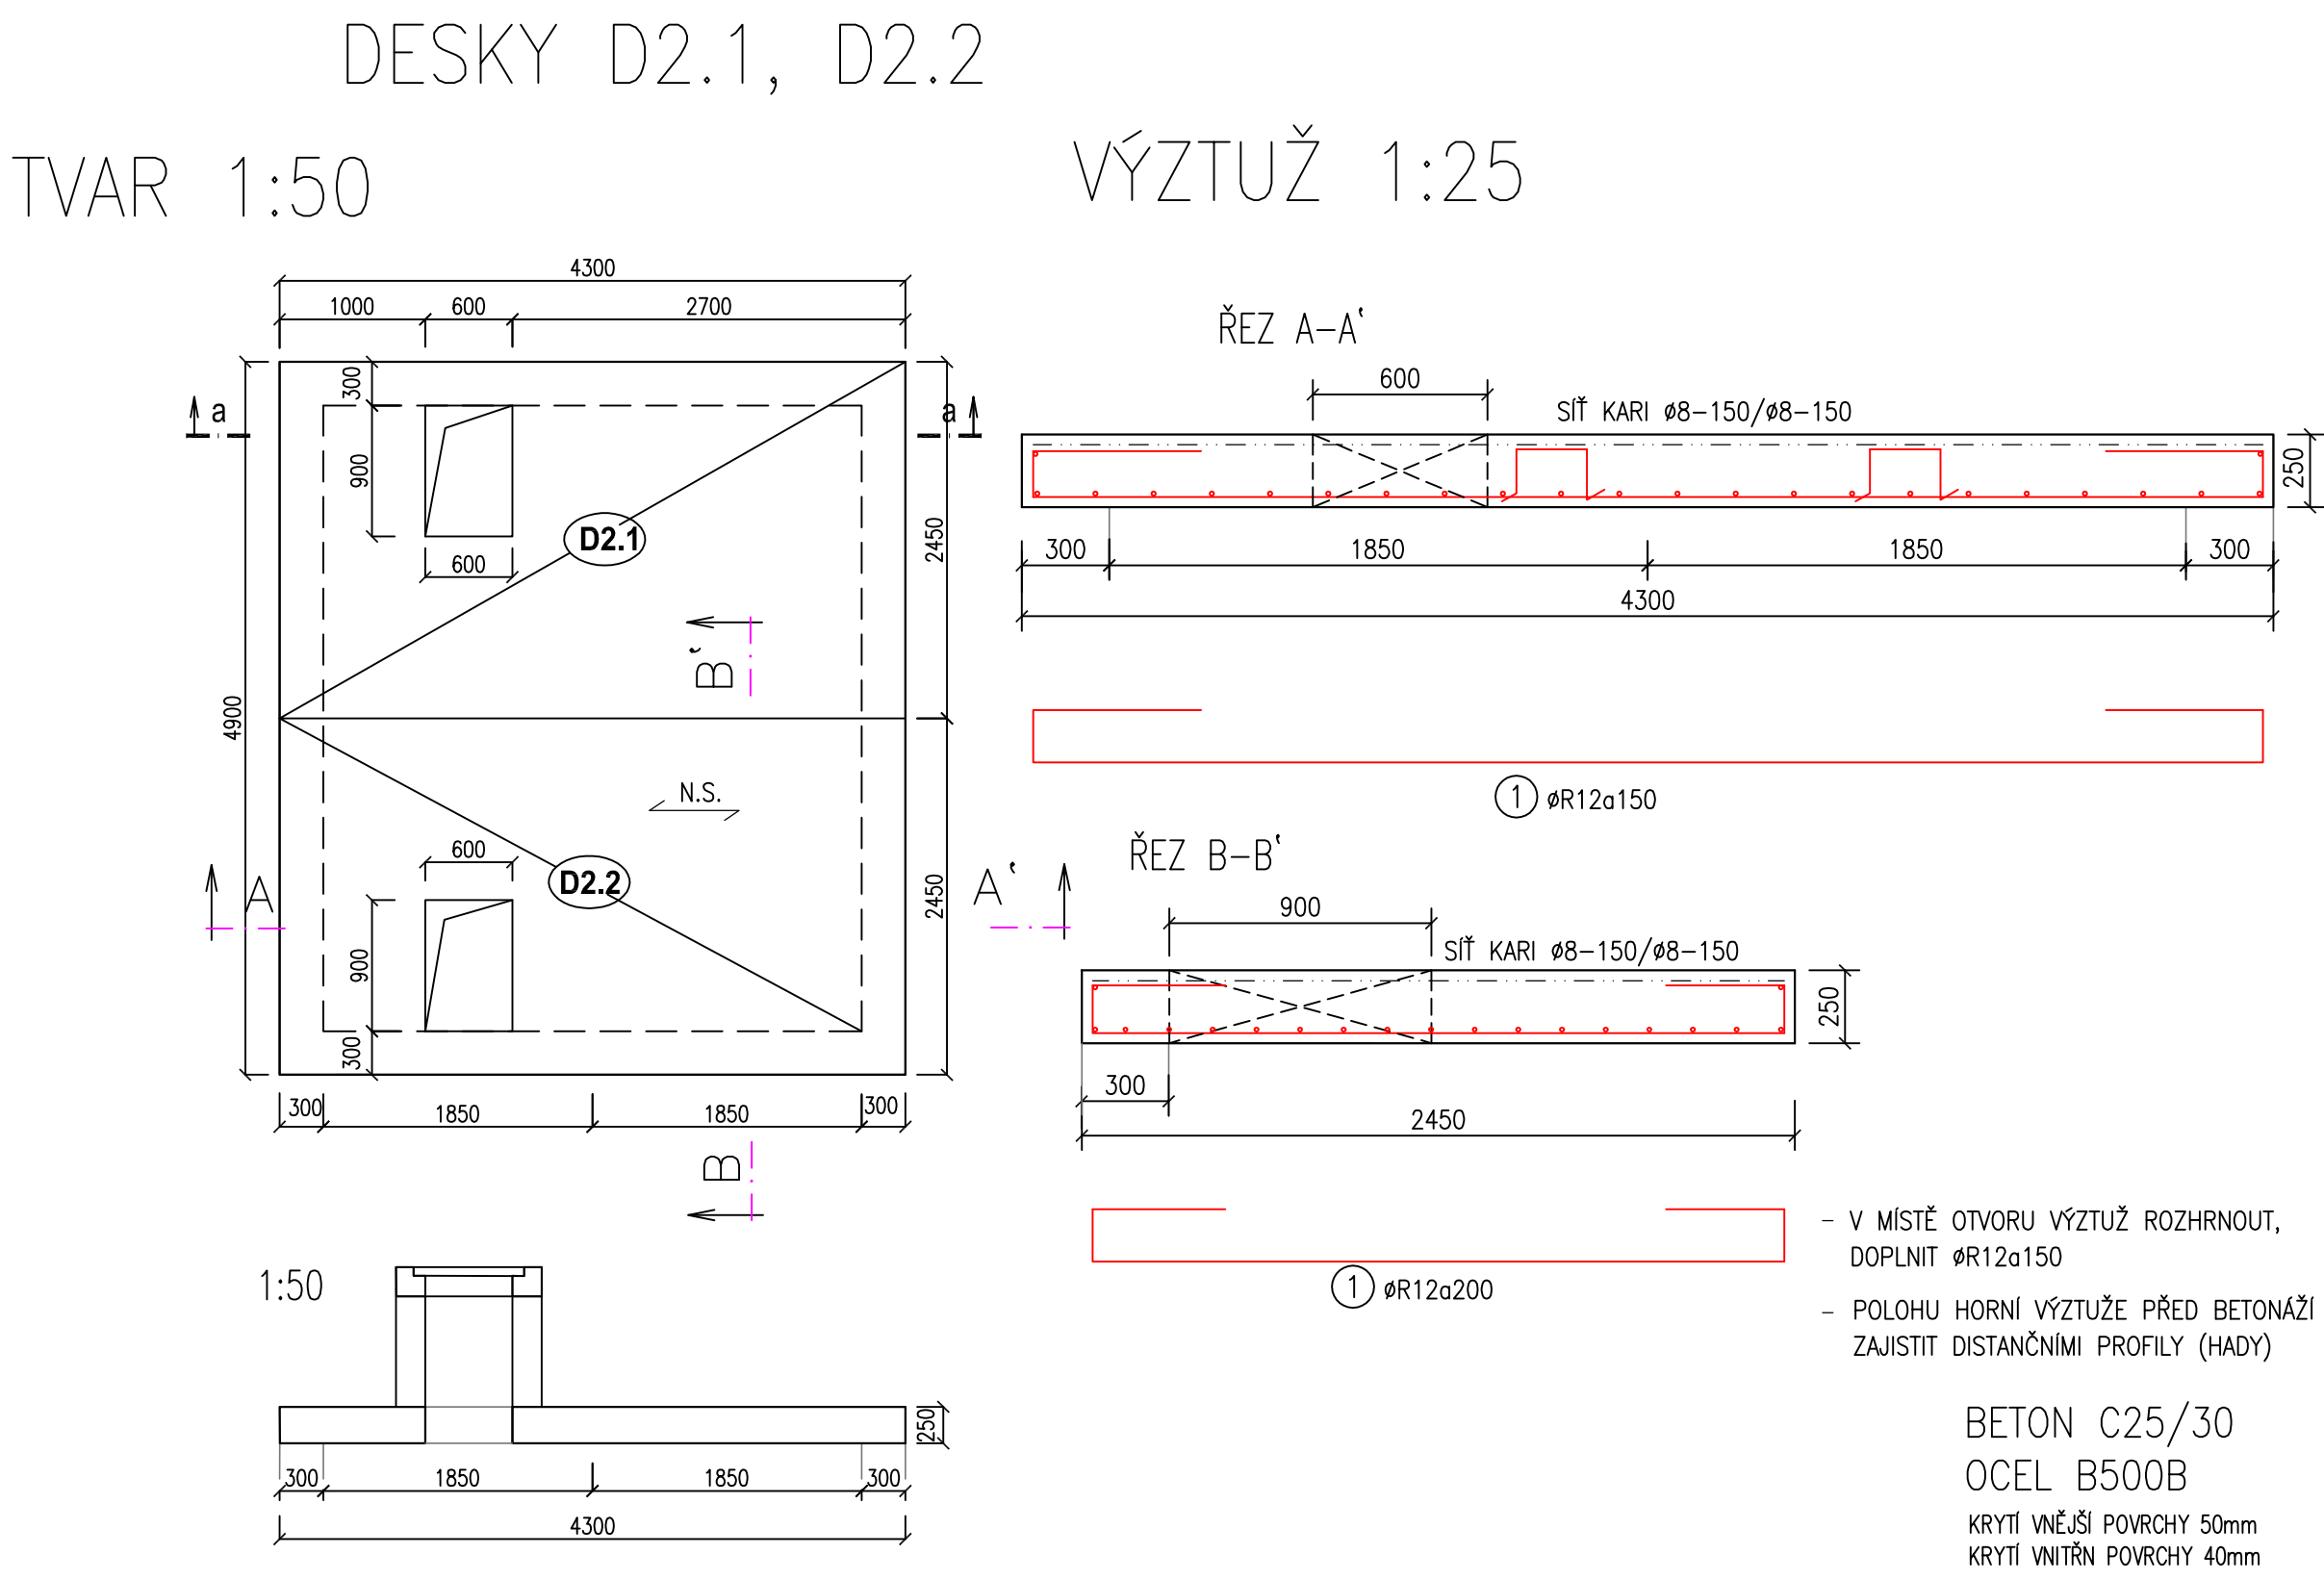 DESKY D2.1, D2.2
TVAR 1:50
VÝZTUŽ 1:25
4300
1000 600 2700
300
a a
900
D2.1
600
2450
B‘
4900
N.S.
600
D2.2
2450
A A‘
900
300
300 1850 1850 300
B
1:50
250
300 1850 1850 300
4300
ŘEZ A-A‘
600
SÍŤ KARI ø8-150/ø8-150
250
300 1850 1850 300
4300
1 øR12a150
ŘEZ B-B‘
900
SÍŤ KARI ø8-150/ø8-150
250
300
2450
1 øR12a200
- V MÍSTĚ OTVORU VÝZTUŽ ROZHRNOUT,
DOPLNIT øR12a150
- POLOHU HORNÍ VÝZTUŽE PŘED BETONÁŽÍ
ZAJISTIT DISTANČNÍMI PROFILY (HADY)
BETON C25/30
OCEL B500B
KRYTÍ VNĚJŠÍ POVRCHY 50mm
KRYTÍ VNITŘN POVRCHY 40mm